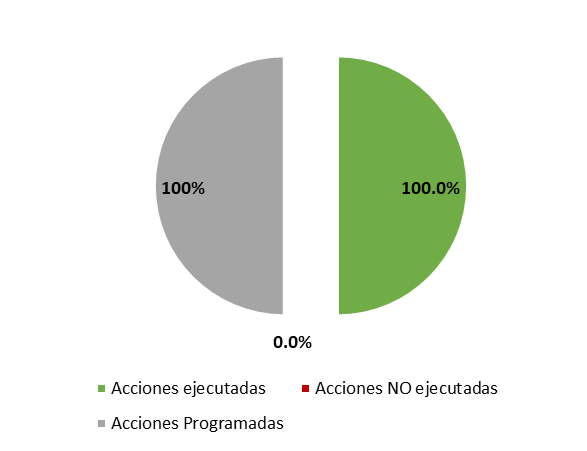 100%
100.0%
0.0%
Acciones ejecutadas
Acciones NO ejecutadas
Acciones Programadas